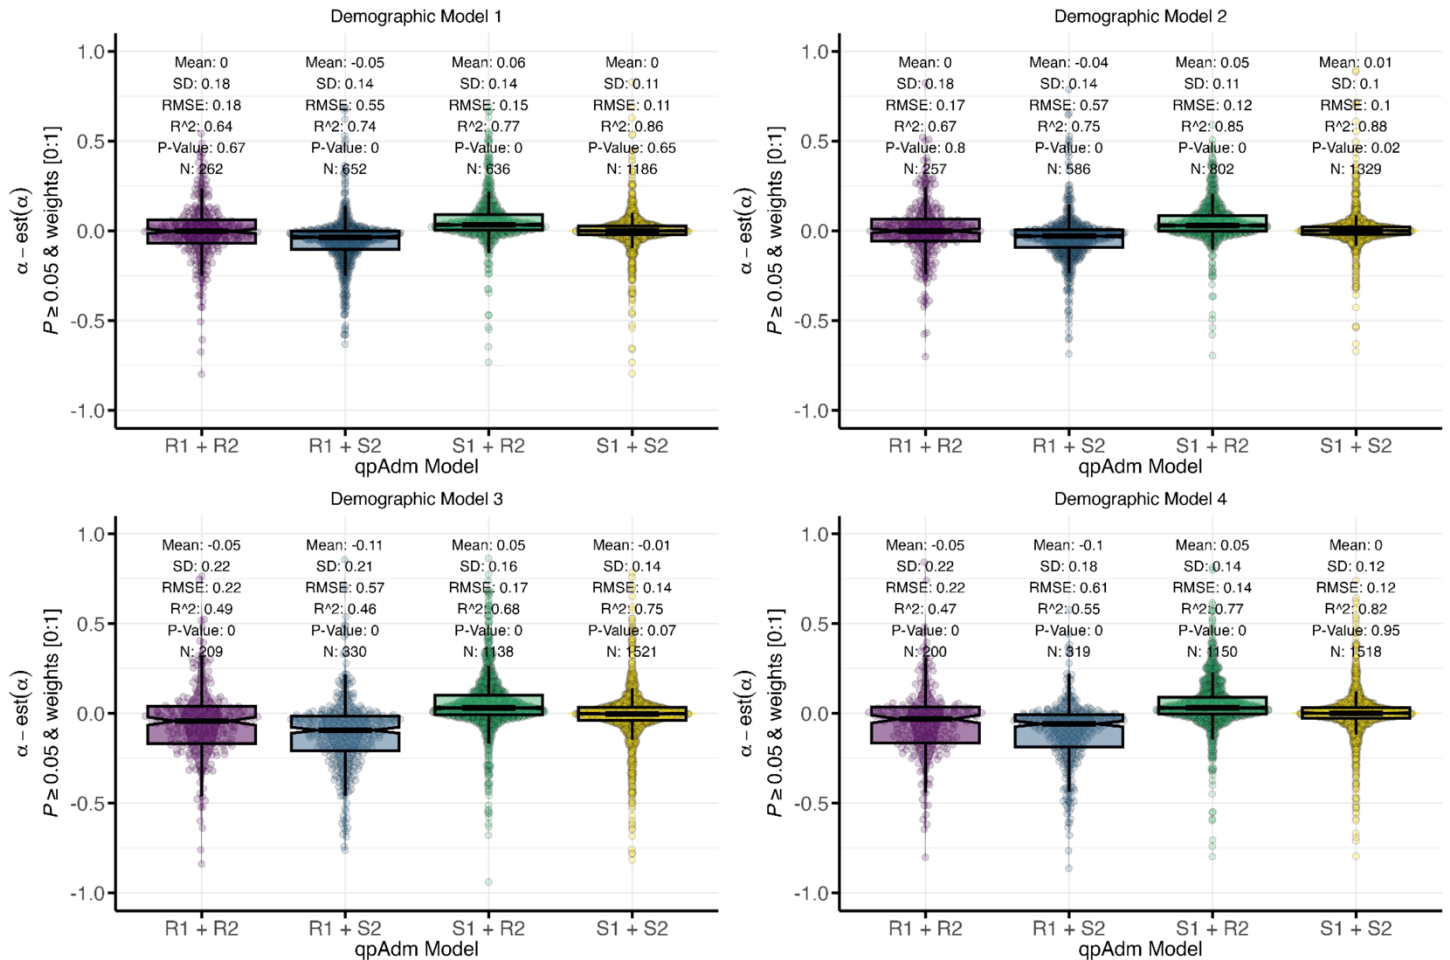 Demographic Model 1
α – est(α)
P ≥ 0.05 & weights [0:1]
1.0
0.5
0.0
-0.5
-1.0
Mean: 0
SD: 0.18
RMSE: 0.18
R^2: 0.64
P-Value: 0.67
N: 262
Mean: -0.05
SD: 0.14
RMSE: 0.55
R^2: 0.74
P-Value: 0
N: 652
Mean: 0.06
SD: 0.14
RMSE: 0.15
R^2: 0.77
P-Value: 0
N: 636
Mean: 0
SD: 0.11
RMSE: 0.11
R^2: 0.86
P-Value: 0.65
N: 1186
R1 + R2
R1 + S2
S1 + R2
S1 + S2
qpAdm Model
Demographic Model 2
α – est(α)
P ≥ 0.05 & weights [0:1]
1.0
0.5
0.0
-0.5
-1.0
Mean: 0
SD: 0.18
RMSE: 0.17
R^2: 0.67
P-Value: 0.8
N: 257
Mean: -0.04
SD: 0.14
RMSE: 0.57
R^2: 0.75
P-Value: 0
N: 586
Mean: 0.05
SD: 0.11
RMSE: 0.12
R^2: 0.85
P-Value: 0
N: 802
Mean: 0.01
SD: 0.1
RMSE: 0.1
R^2: 0.88
P-Value: 0.02
N: 1329
R1 + R2
R1 + S2
S1 + R2
S1 + S2
qpAdm Model
Demographic Model 3
α – est(α)
P ≥ 0.05 & weights [0:1]
1.0
0.5
0.0
-0.5
-1.0
Mean: -0.05
SD: 0.22
RMSE: 0.22
R^2: 0.49
P-Value: 0
N: 209
Mean: -0.11
SD: 0.21
RMSE: 0.57
R^2: 0.46
P-Value: 0
N: 330
Mean: 0.05
SD: 0.16
RMSE: 0.17
R^2: 0.68
P-Value: 0
N: 1138
Mean: -0.01
SD: 0.14
RMSE: 0.14
R^2: 0.75
P-Value: 0.07
N: 1521
R1 + R2
R1 + S2
S1 + R2
S1 + S2
qpAdm Model
Demographic Model 4
α – est(α)
P ≥ 0.05 & weights [0:1]
1.0
0.5
0.0
-0.5
-1.0
Mean: -0.05
SD: 0.22
RMSE: 0.22
R^2: 0.47
P-Value: 0
N: 200
Mean: -0.1
SD: 0.18
RMSE: 0.61
R^2: 0.55
P-Value: 0
N: 319
Mean: 0.05
SD: 0.14
RMSE: 0.14
R^2: 0.77
P-Value: 0
N: 1150
Mean: 0
SD: 0.12
RMSE: 0.12
R^2: 0.82
P-Value: 0.95
N: 1518
R1 + R2
R1 + S2
S1 + R2
S1 + S2
qpAdm Model